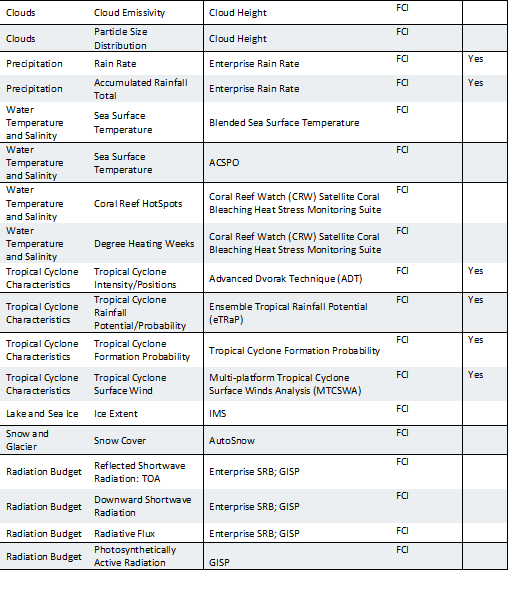 Clouds Cloud Emissivity Cloud Height FCI
Clouds Particle Size Distribution Cloud Height FCI
Precipitation Rain Rate Enterprise Rain Rate FCI Yes
Precipitation Accumulated Rainfall Total Enterprise Rain Rate FCI Yes
Water Temperature and Salinity Sea Surface Temperature Blended Sea Surface Temperature FCI
Water Temperature and Salinity Sea Surface Temperature ACSPO FCI
Water Temperature and Salinity Coral Reef HotSpots Coral Reef Watch (CRW) Satellite Coral Bleaching Heat Stress Monitoring Suite FCI
Water Temperature and Salinity Degree Heating Weeks Coral Reef Watch (CRW) Satellite Coral Bleaching Heat Stress Monitoring Suite FCI
Tropical Cyclone Characteristics Tropical Cyclone Intensity/Positions Advanced Dvorak Technique (ADT) FCI Yes
Tropical Cyclone Characteristics Tropical Cyclone Rainfall Potential/Probability Ensemble Tropical Rainfall Potential (eTRaP) FCI Yes
Tropical Cyclone Characteristics Tropical Cyclone Formation Probability Tropical Cyclone Formation Probability FCI Yes
Tropical Cyclone Characteristics Tropical Cyclone Surface Wind Multi-platform Tropical Cyclone Surface Winds Analysis (MTCSWA) FCI Yes
Lake and Sea Ice Ice Extent IMS FCI
Snow and Glacier Snow Cover AutoSnow FCI
Radiation Budget Reflected Shortwave Radiation: TOA Enterprise SRB; GISP FCI
Radiation Budget Downward Shortwave Radiation Enterprise SRB; GISP FCI
Radiation Budget Radiative Flux Enterprise SRB; GISP FCI
Radiation Budget Photosynthetically Active Radiation GISP FCI